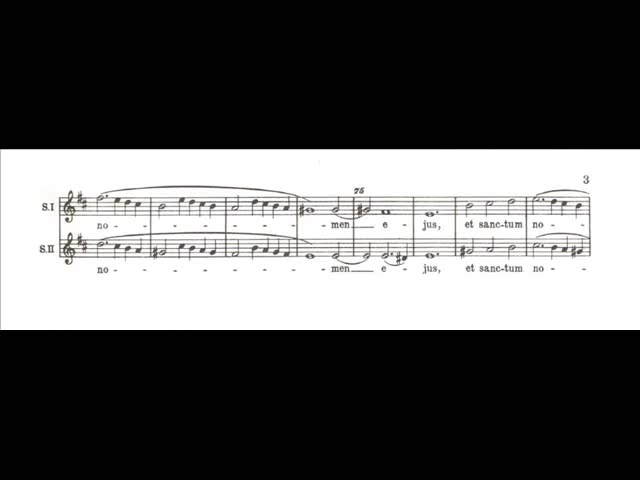 3
75
S.I
no - - - - - - - - - men e - jus, et sanc-tum no -
S.II
no - - - - - - - - - men e - jus, et sanc-tum no -